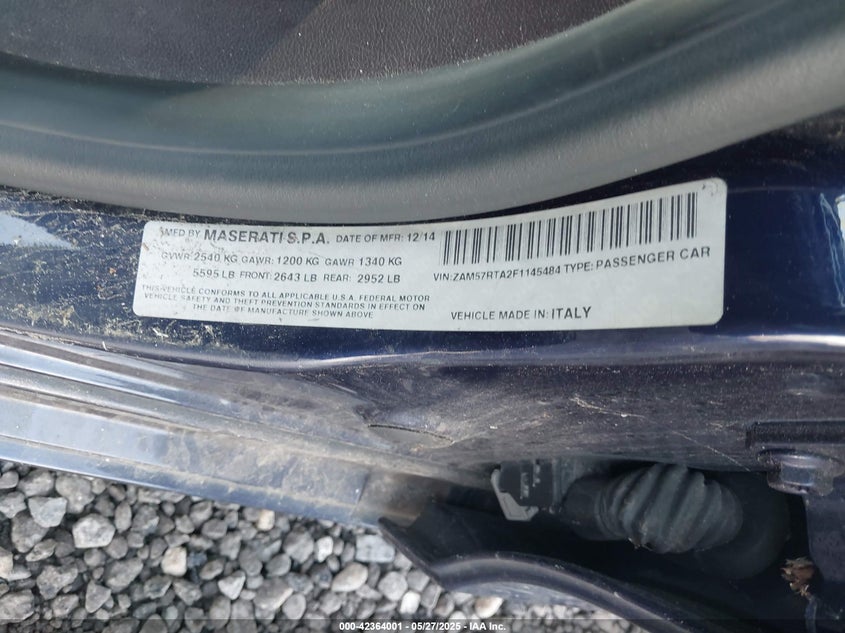 MFD BY MASERATI S.P.A. DATE OF MFR: 12/14
GVWR: 2540 KG GAWR: 1200 KG GAWR 1340 KG
5595 LB FRONT: 2643 LB REAR: 2952 LB
THIS VEHICLE CONFORMS TO ALL APPLICABLE U.S.A. FEDERAL MOTOR
VEHICLE SAFETY AND THEFT PREVENTION STANDARDS IN EFFECT ON
THE DATE OF MANUFACTURE SHOWN ABOVE
VIN: ZAM57RTA2F1145484 TYPE: PASSENGER CAR
VEHICLE MADE IN: ITALY
000-42364001 — 05/27/2025 — IAA Inc.